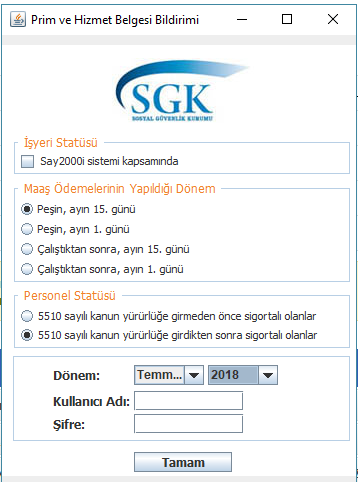 Prim ve Hizmet Belgesi Bildirimi
SGK
SOSYAL GÜVENLİK KURUMU
İşyeri Statüsü
Say2000i sistemi kapsamında
Maaş Ödemelerinin Yapıldığı Dönem
Peşin, ayın 15. günü
Peşin, ayın 1. günü
Çalıştıktan sonra, ayın 15. günü
Çalıştıktan sonra, ayın 1. günü
Personel Statüsü
5510 sayılı kanun yürürlüğe girmeden önce sigortalı olanlar
5510 sayılı kanun yürürlüğe girdikten sonra sigortalı olanlar
Dönem: Temm... 2018
Kullanıcı Adı:
Şifre:
Tamam